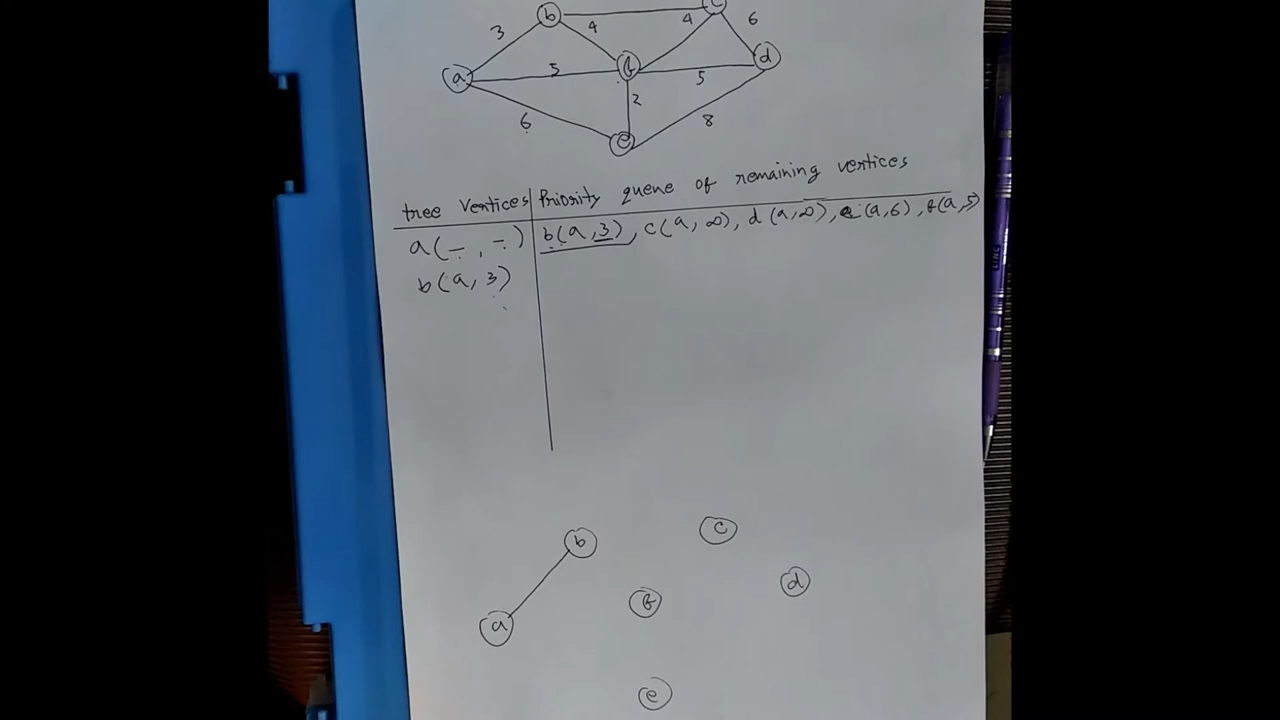 b c
3 4 4 6
a 5 f 5 d
2
6 8
e
tree vertices Priority quene of remaining vertices
a(-, -) b(a, 3), c(a, ∞), d(a, ∞), e(a, 6), f(a, 5)
b(a, 3)
b c
f d
a
e